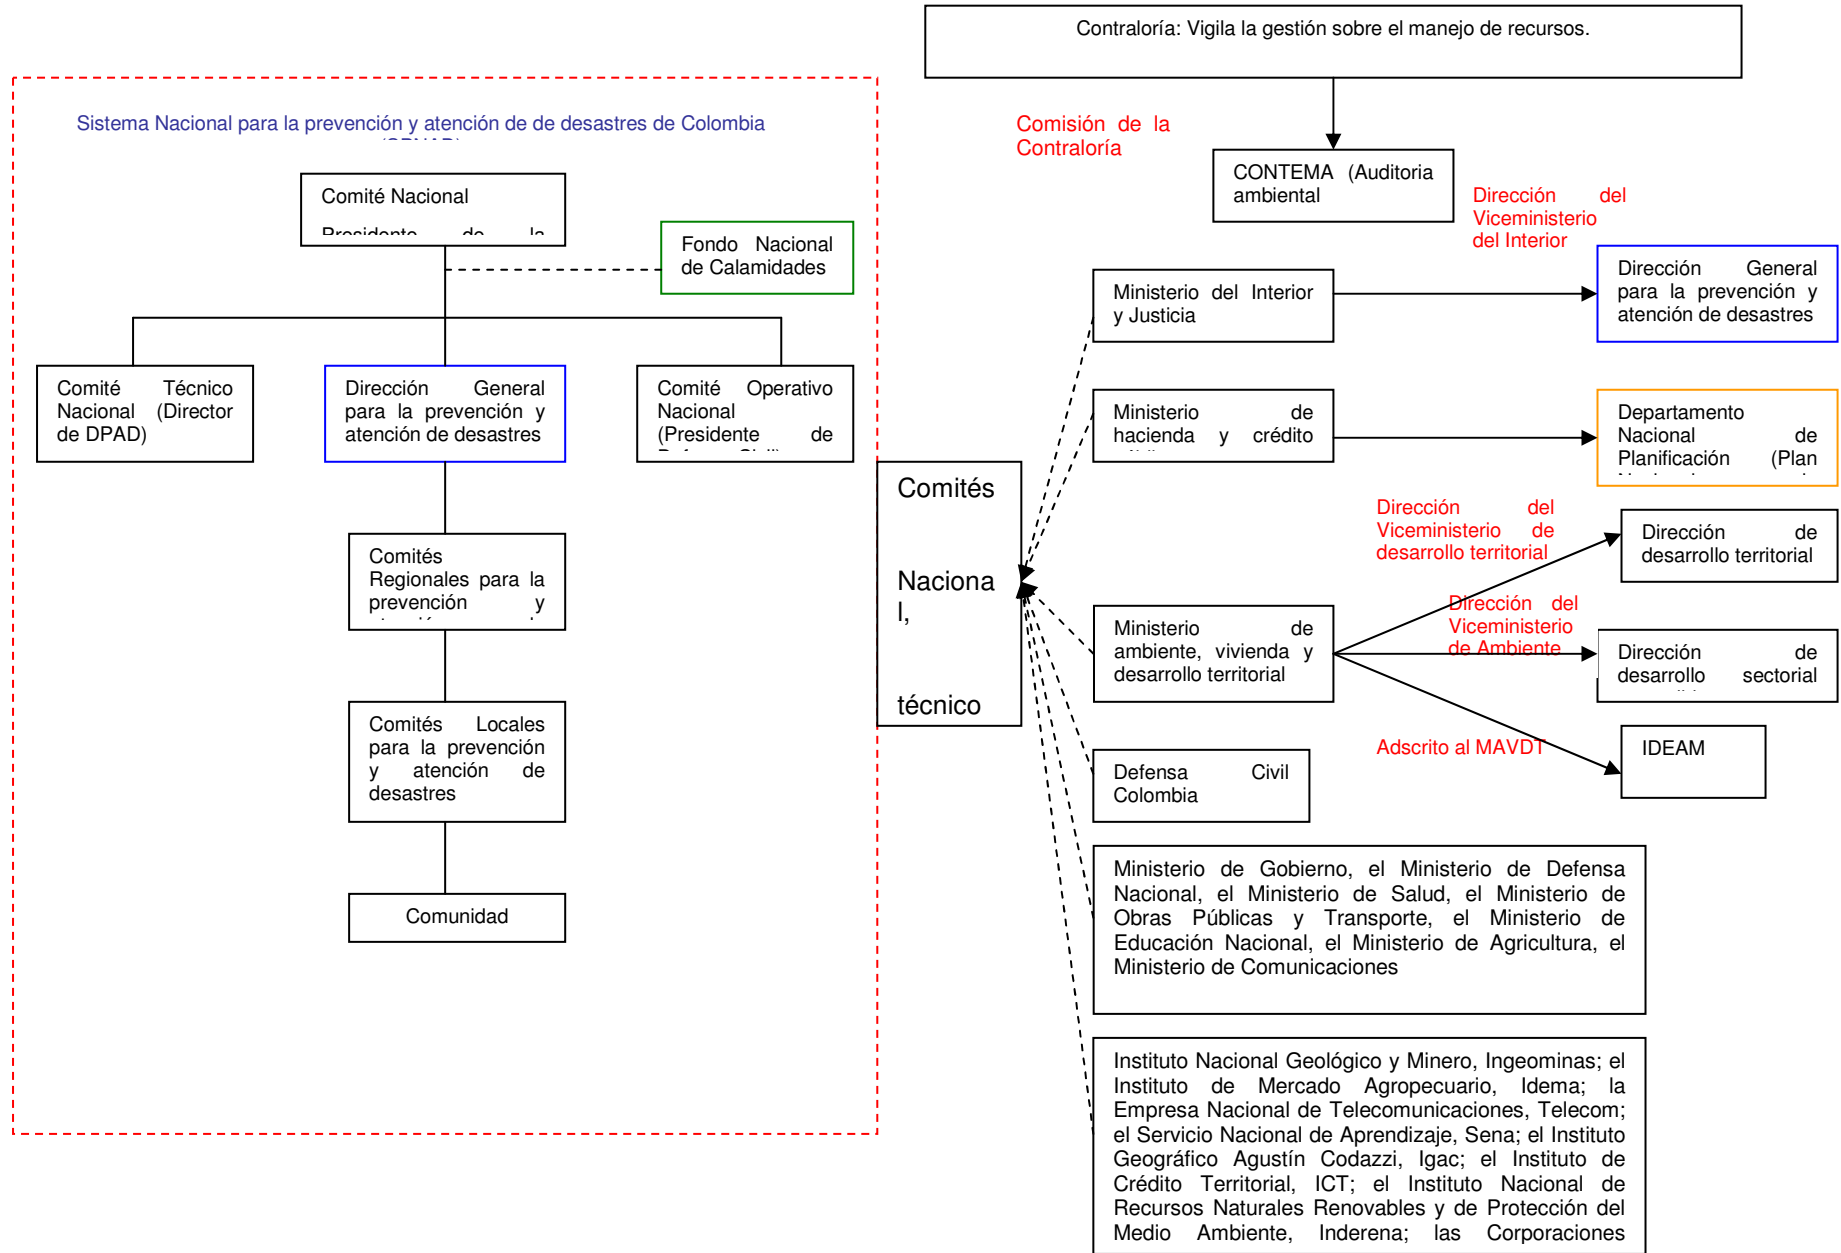 Contraloría: Vigila la gestión sobre el manejo de recursos.
Sistema Nacional para la prevención y atención de de desastres de Colombia
Comisión de la
Contraloría
CONTEMA (Auditoria
ambiental
Comité Nacional
Presidente de la
Fondo Nacional
de Calamidades
Dirección del
Viceministerio
del Interior
Ministerio del Interior
y Justicia
Dirección General
para la prevención y
atención de desastres
Comité Técnico
Nacional (Director
de DPAD)
Dirección General
para la prevención y
atención de desastres
Comité Operativo
Nacional
(Presidente de
Ministerio de
hacienda y crédito
Departamento
Nacional de
Planificación (Plan
Comités
Naciona
l,
técnico
Dirección del
Viceministerio de
desarrollo territorial
Dirección de
desarrollo territorial
Comités
Regionales para la
prevención y
Dirección del
Viceministerio
de Ambiente
Ministerio de
ambiente, vivienda y
desarrollo territorial
Dirección de
desarrollo sectorial
Comités Locales
para la prevención
y atención de
desastres
Adscrito al MAVDT
IDEAM
Defensa Civil
Colombia
Comunidad
Ministerio de Gobierno, el Ministerio de Defensa
Nacional, el Ministerio de Salud, el Ministerio de
Obras Públicas y Transporte, el Ministerio de
Educación Nacional, el Ministerio de Agricultura, el
Ministerio de Comunicaciones
Instituto Nacional Geológico y Minero, Ingeominas; el
Instituto de Mercado Agropecuario, Idema; la
Empresa Nacional de Telecomunicaciones, Telecom;
el Servicio Nacional de Aprendizaje, Sena; el Instituto
Geográfico Agustín Codazzi, Igac; el Instituto de
Crédito Territorial, ICT; el Instituto Nacional de
Recursos Naturales Renovables y de Protección del
Medio Ambiente, Inderena; las Corporaciones